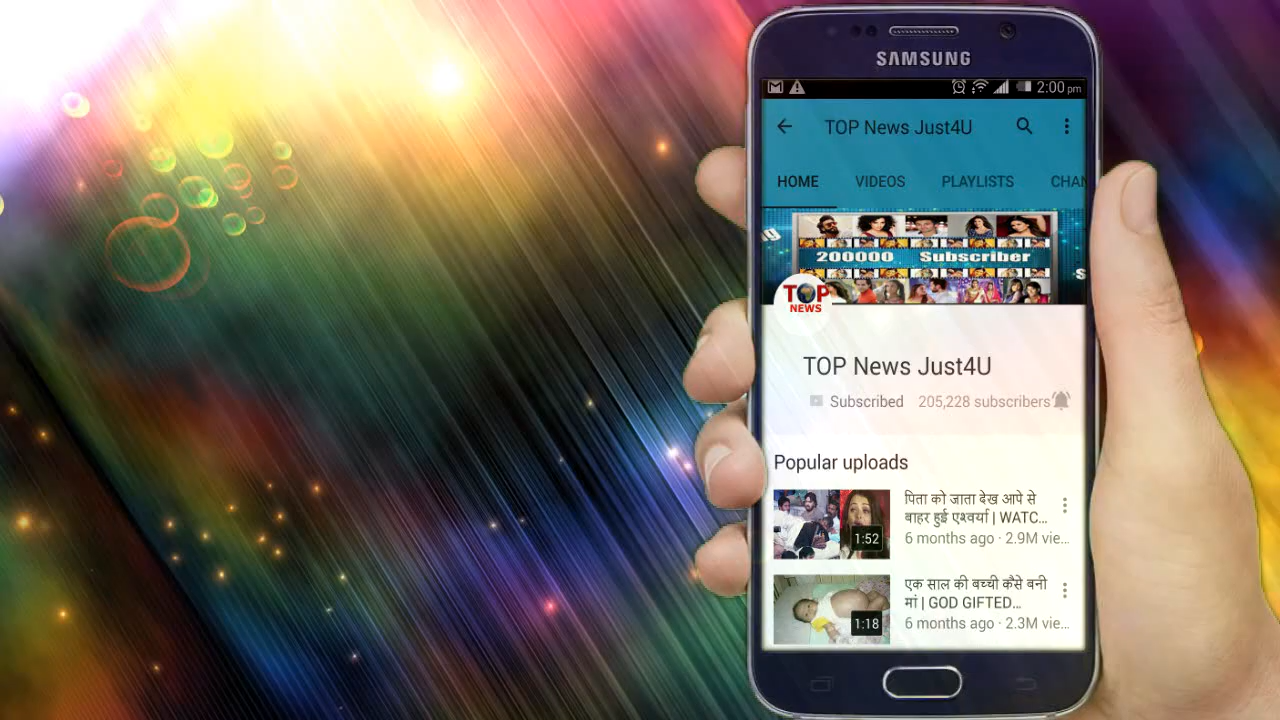 SAMSUNG
2:00 pm
TOP News Just4U
HOME VIDEOS PLAYLISTS CHAN
200000 Subscriber
TOP
NEWS
TOP News Just4U
Subscribed 205,228 subscribers
Popular uploads
पिता को जाता देख आपे से
बाहर हुई एश्वर्या | WATC...
6 months ago · 2.9M vie...
1:52
एक साल की बच्ची कैसे बनी
मां | GOD GIFTED...
6 months ago · 2.3M vie...
1:18